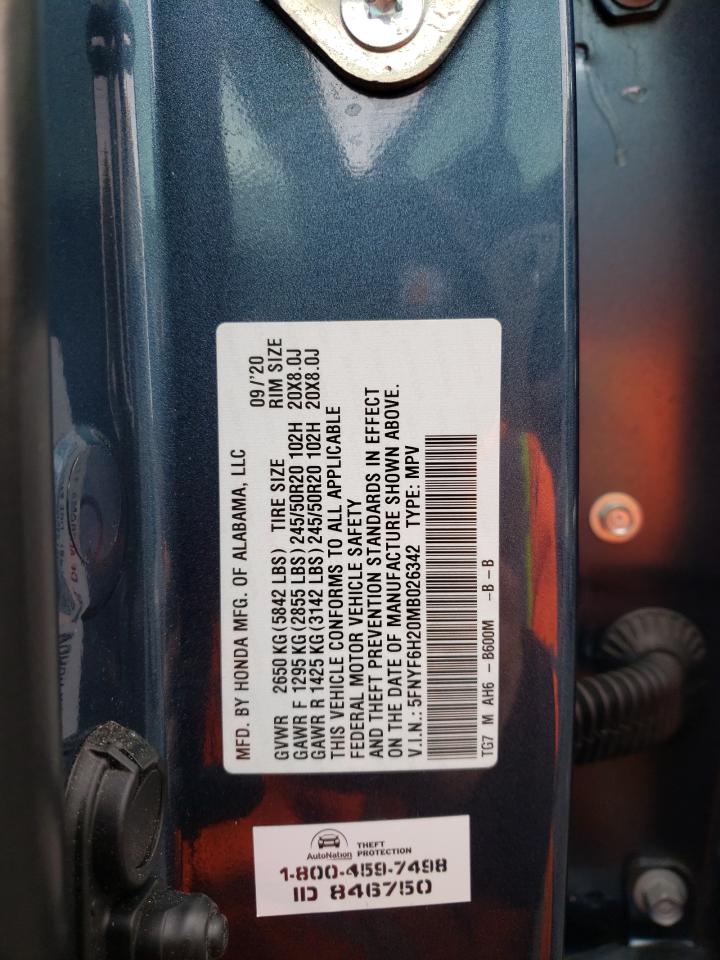 MFD. BY HONDA MFG. OF ALABAMA, LLC 09/'20
GVWR 2650 KG(5842 LBS) TIRE SIZE RIM SIZE
GAWR F 1295 KG(2855 LBS)245/50R20 102H 20X8.0J
GAWR R 1425 KG(3142 LBS)245/50R20 102H 20X8.0J
THIS VEHICLE CONFORMS TO ALL APPLICABLE
FEDERAL MOTOR VEHICLE SAFETY
AND THEFT PREVENTION STANDARDS IN EFFECT
ON THE DATE OF MANUFACTURE SHOWN ABOVE.
V.I.N.: 5FNYF6H20MB026342 TYPE: MPV
TG7 M AH6 - B600M -B-B
AutoNation THEFT PROTECTION
1-800-459-7498
ID 846750